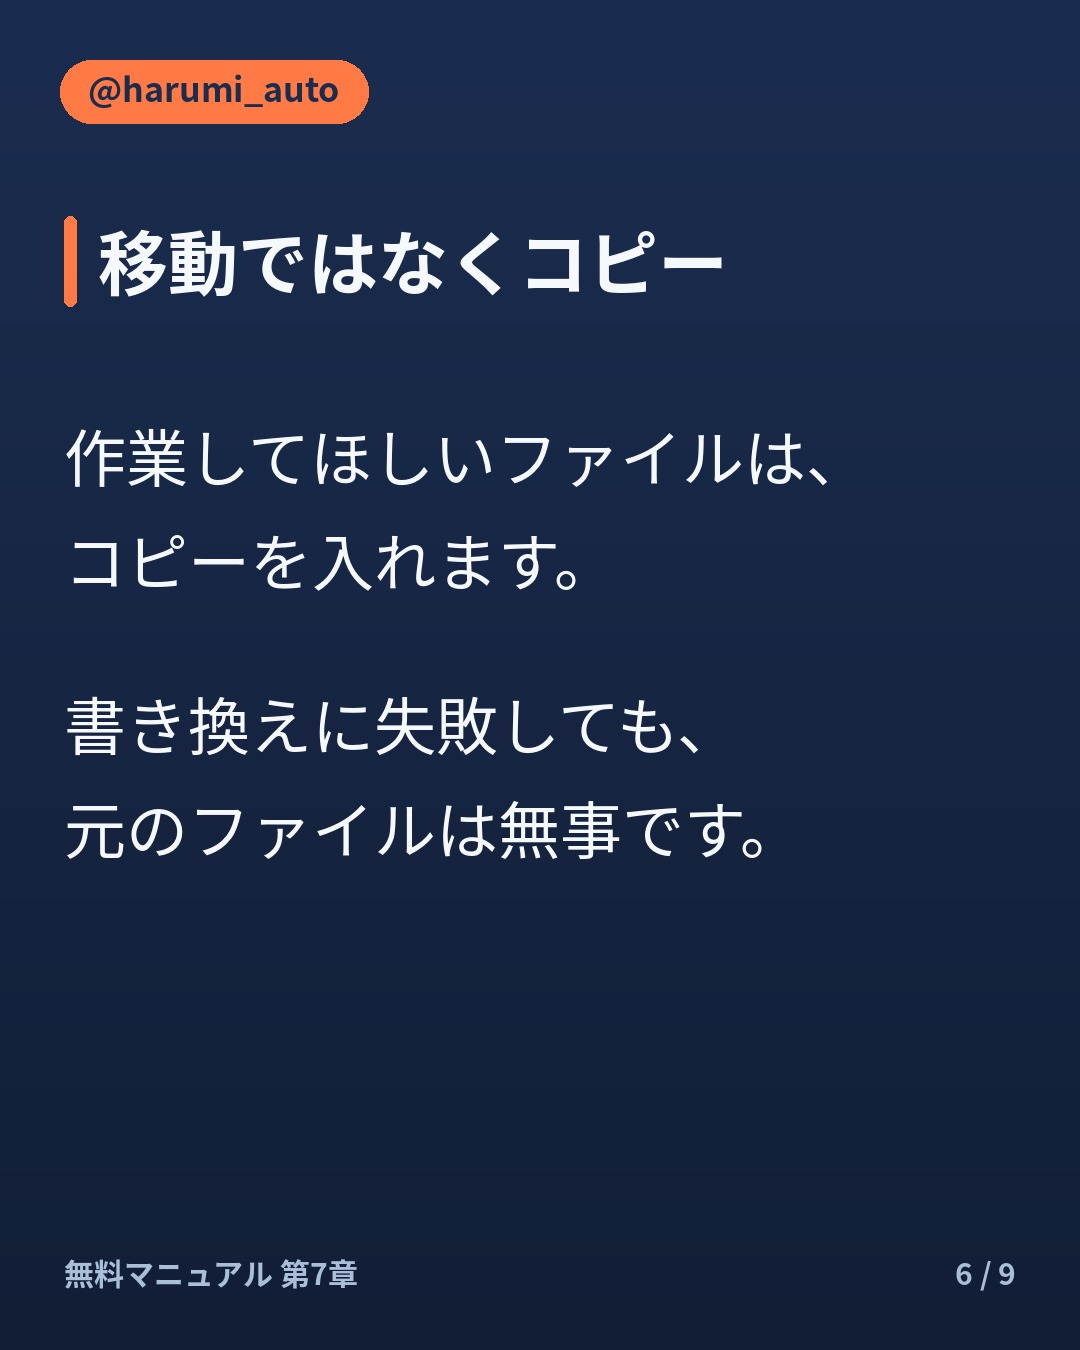 @harumi_auto
移動ではなくコピー
作業してほしいファイルは、
コピーを入れます。
書き換えに失敗しても、
元のファイルは無事です。
無料マニュアル 第7章
6 / 9